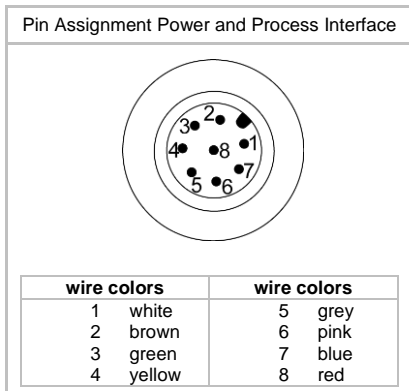 Pin Assignment Power and Process Interface
2
3
1
4
8
7
5
6
wire colors wire colors
1 white 5 grey
2 brown 6 pink
3 green 7 blue
4 yellow 8 red